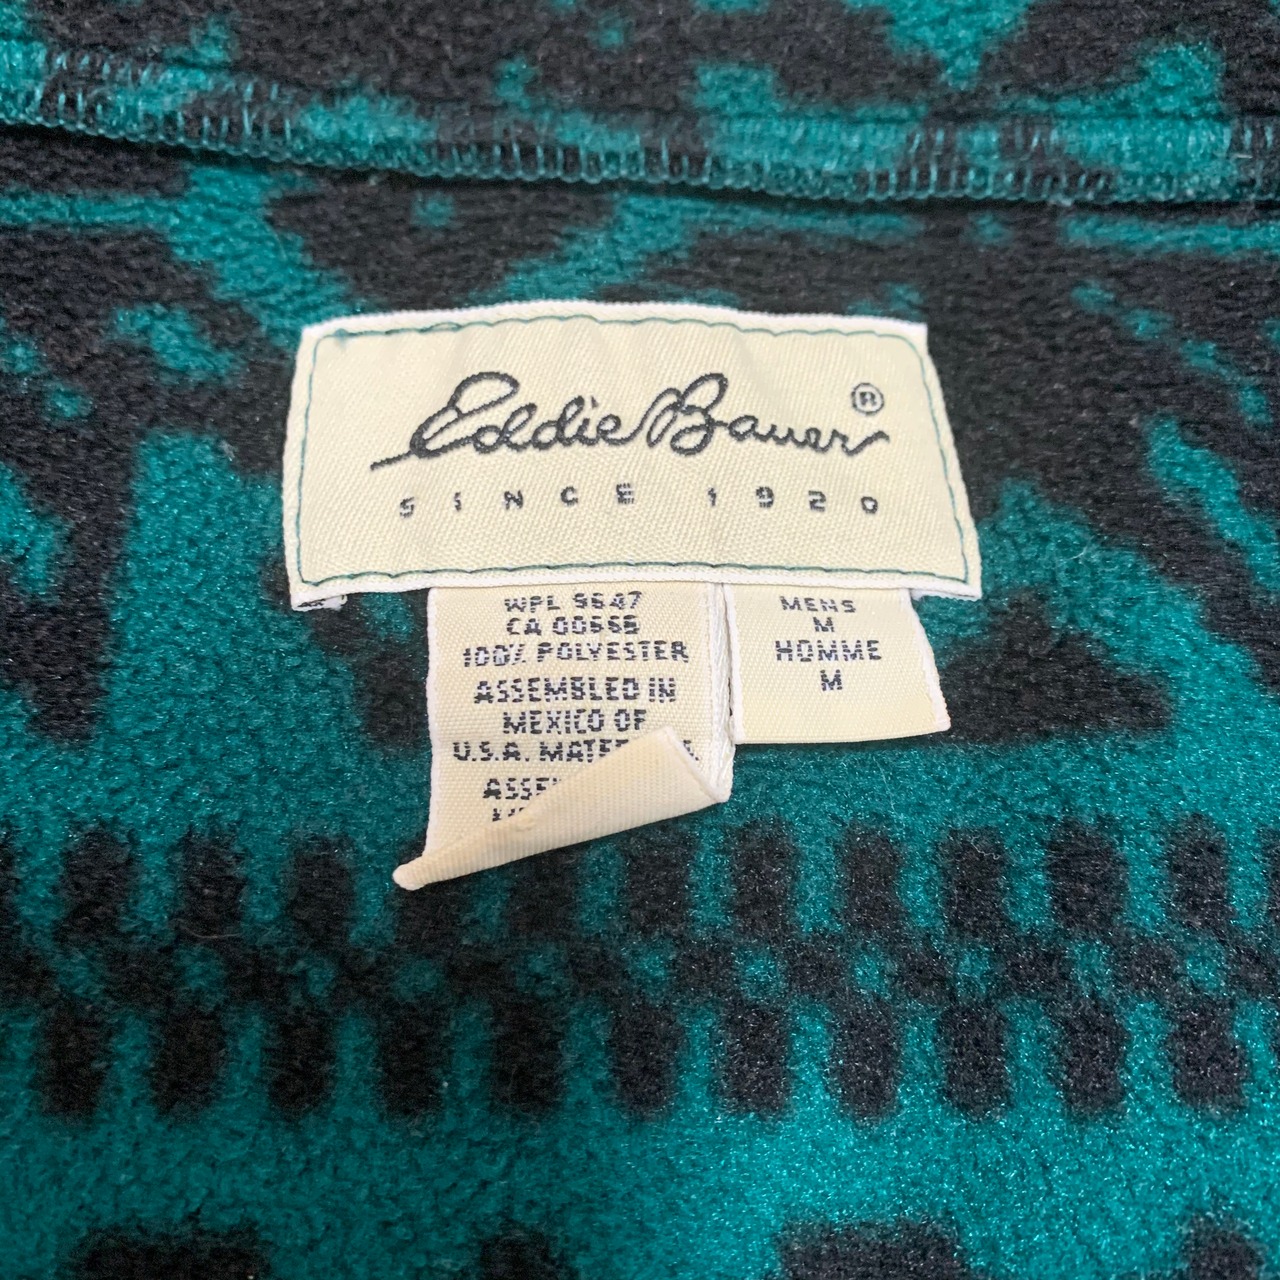 Eddie Bauer®
SINCE 1920
WPL 9647
CA 00665
100% POLYESTER
ASSEMBLED IN
MEXICO OF
U.S.A.
MENS
M
HOMME
M